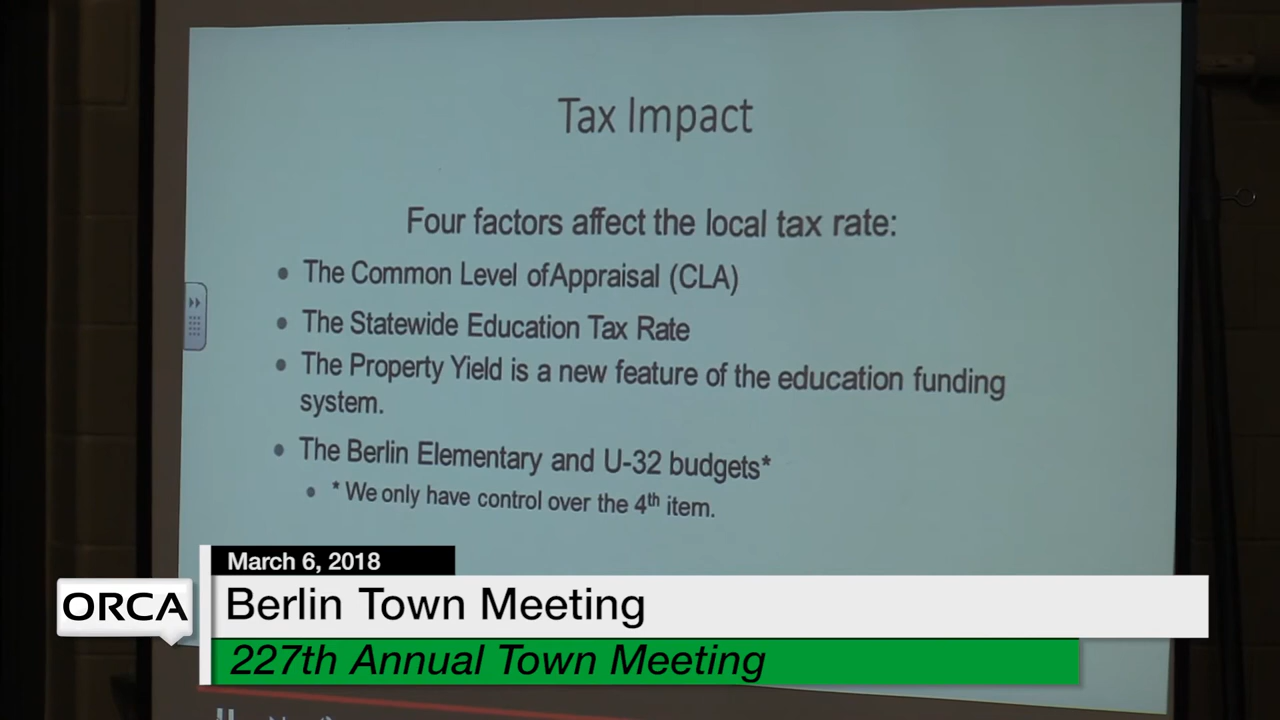 Tax Impact
Four factors affect the local tax rate:
• The Common Level of Appraisal (CLA)
• The Statewide Education Tax Rate
• The Property Yield is a new feature of the education funding
system.
• The Berlin Elementary and U-32 budgets*
• * We only have control over the 4th item.
March 6, 2018
ORCA
Berlin Town Meeting
227th Annual Town Meeting